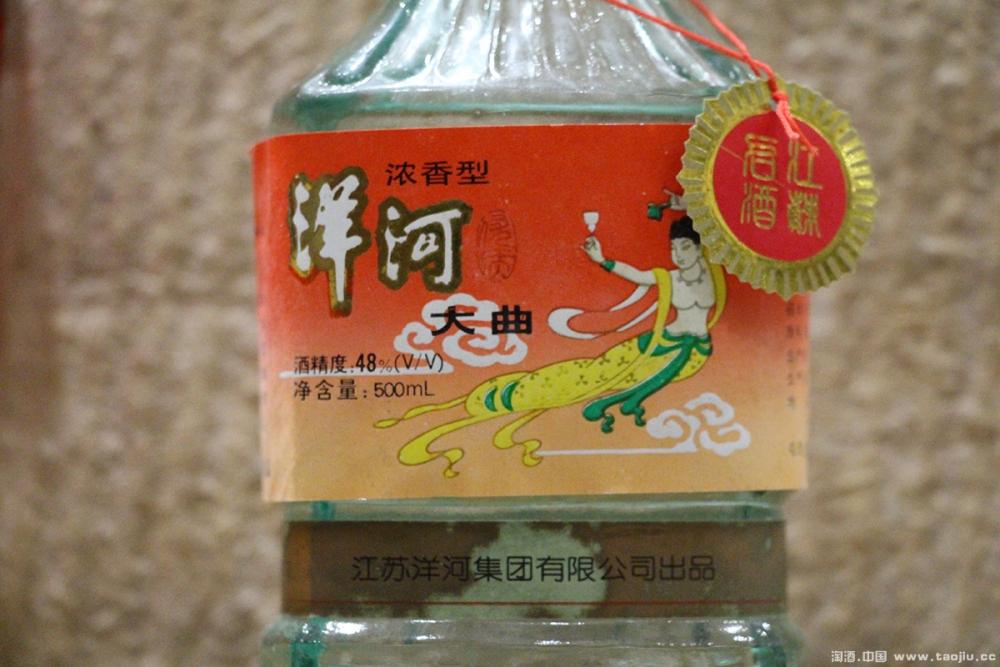 浓香型
洋河
大曲
酒精度:48%(V/V)
净含量:500mL
江蘇
名酒
江苏洋河集团有限公司出品
淘酒.中国 www.taojiu.cc